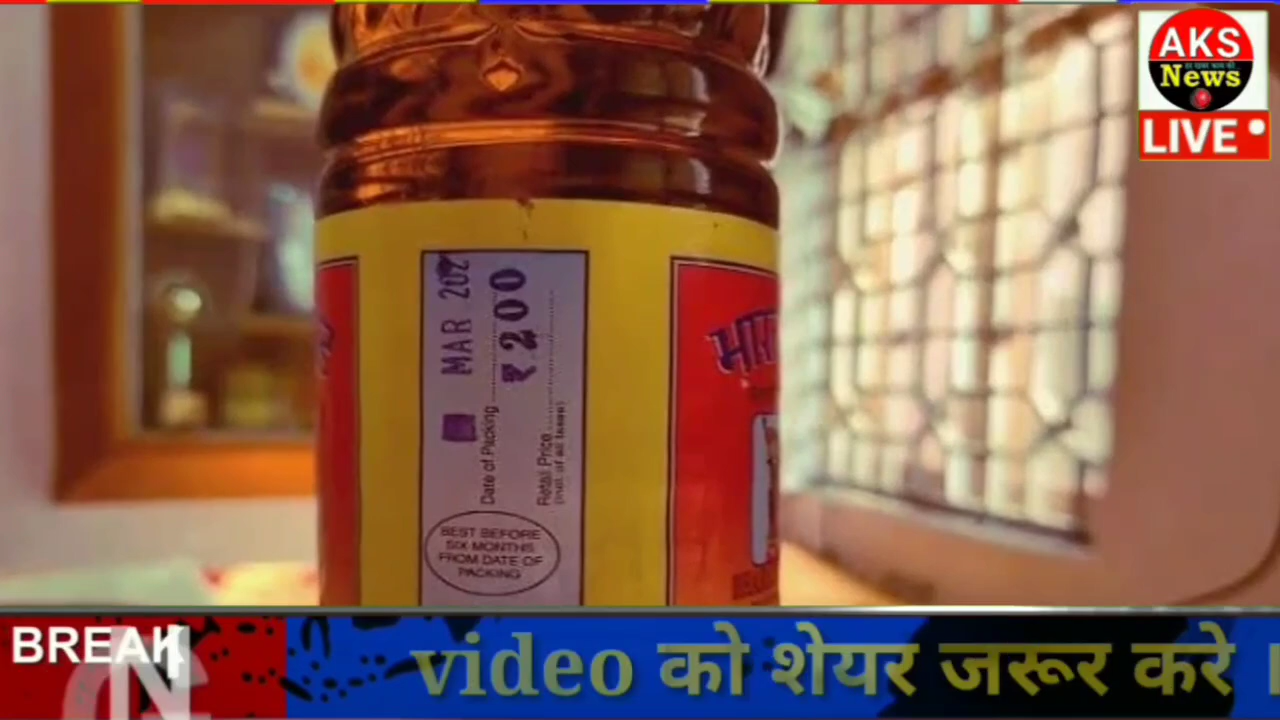 AKS
News
LIVE
MAR 202
Date of Packing
₹200
Retail Price
(Incl. of all taxes)
BEST BEFORE
SIX MONTHS
FROM DATE OF
PACKING
BREAK
video को शेयर जरूर करे ।